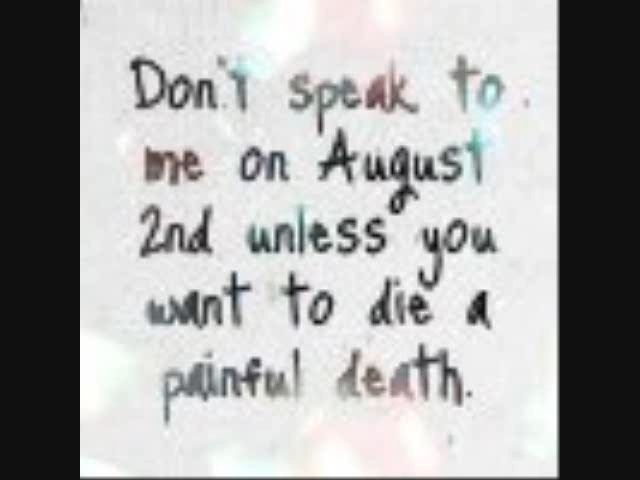 Don't speak to
me on August
2nd unless you
want to die a
painful death.